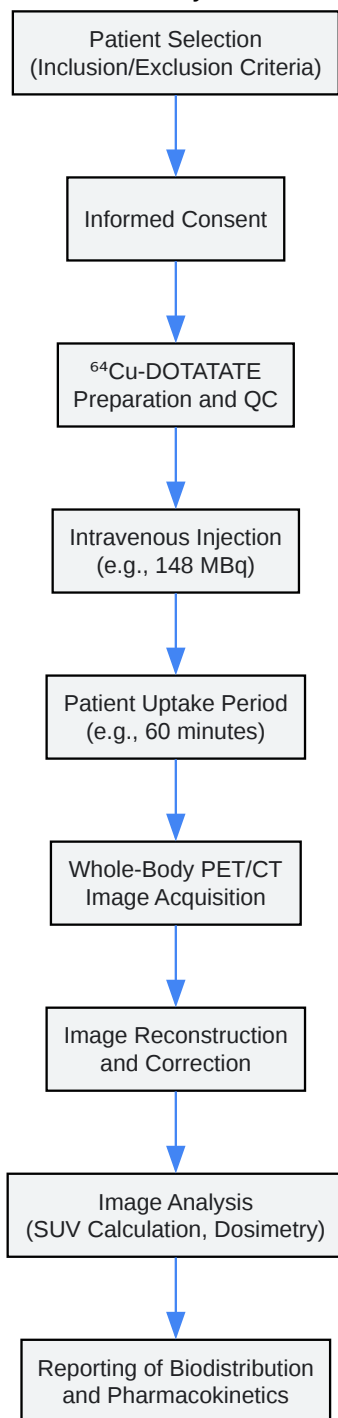 Patient Selection
(Inclusion/Exclusion Criteria)
Informed Consent
⁶⁴Cu-DOTATATE
Preparation and QC
Intravenous Injection
(e.g., 148 MBq)
Patient Uptake Period
(e.g., 60 minutes)
Whole-Body PET/CT
Image Acquisition
Image Reconstruction
and Correction
Image Analysis
(SUV Calculation, Dosimetry)
Reporting of Biodistribution
and Pharmacokinetics